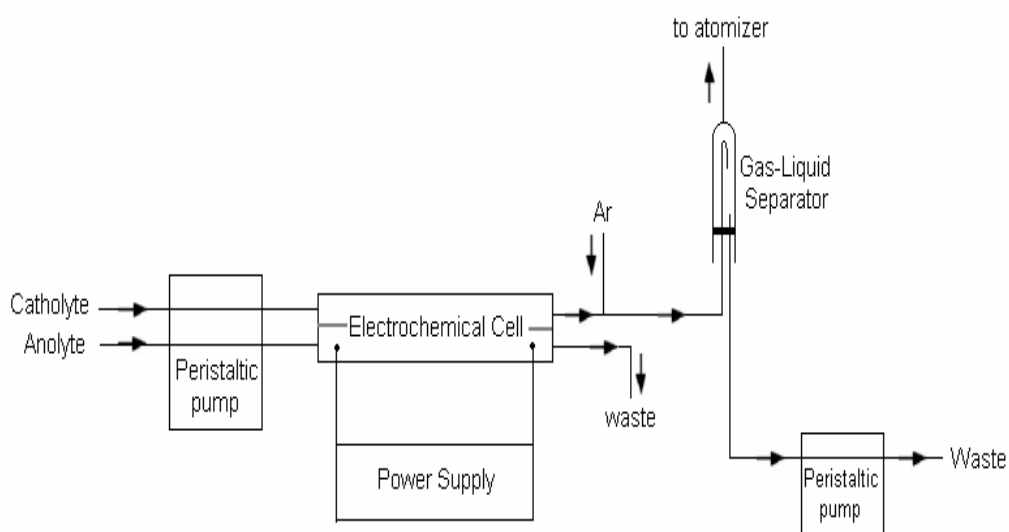 to atomizer
Gas-Liquid
Separator
Ar
Catholyte
Anolyte
Electrochemical Cell
Peristaltic
pump
waste
Power Supply
Waste
Peristaltic
pump